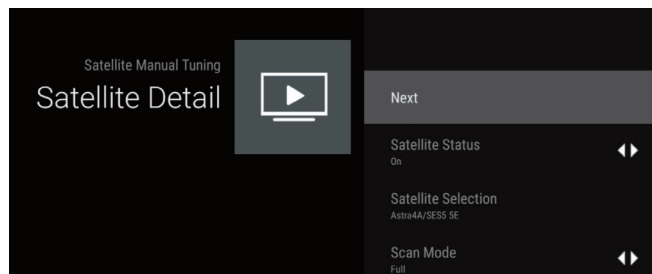 Satellite Manual Tuning
Satellite Detail
Next
Satellite Status
On
Satellite Selection
Astra4A/SES5 5E
Scan Mode
Full